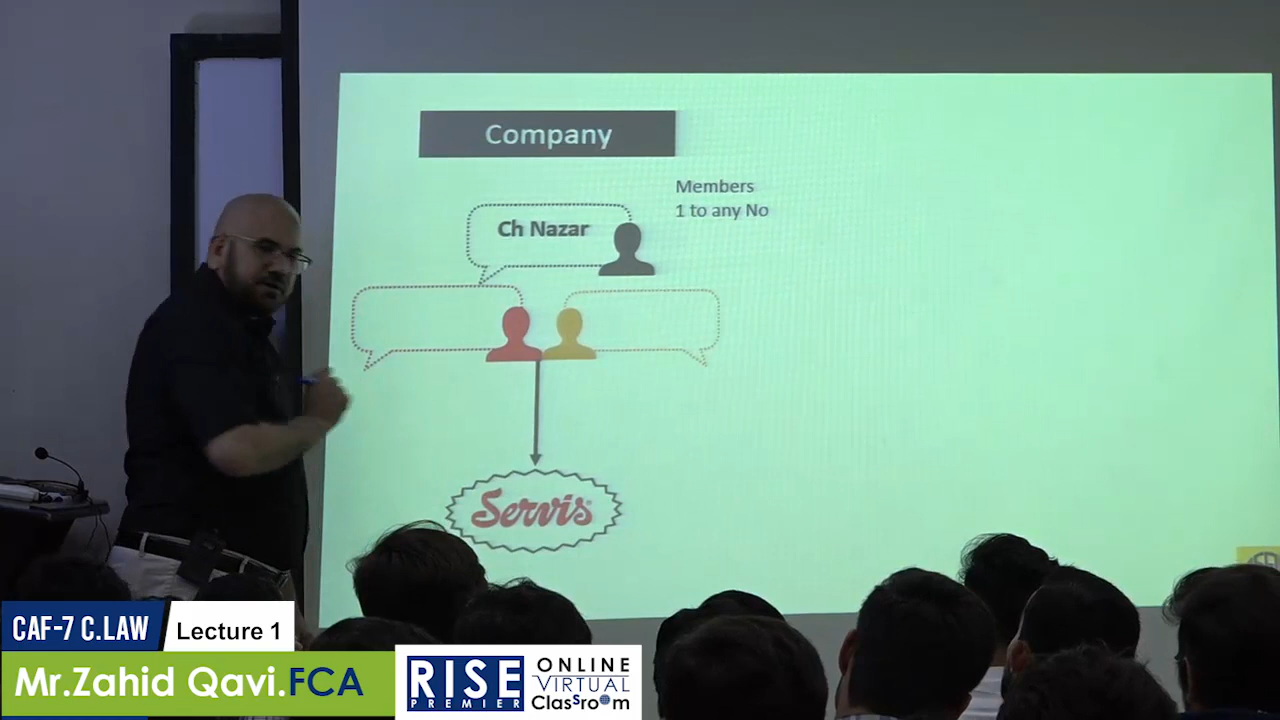 Company
Members
1 to any No
Ch Nazar
Servis
CAF-7 C.LAW
Lecture 1
Mr.Zahid Qavi.FCA
RISE
PREMIER
ONLINE
VIRTUAL
ClassroOm